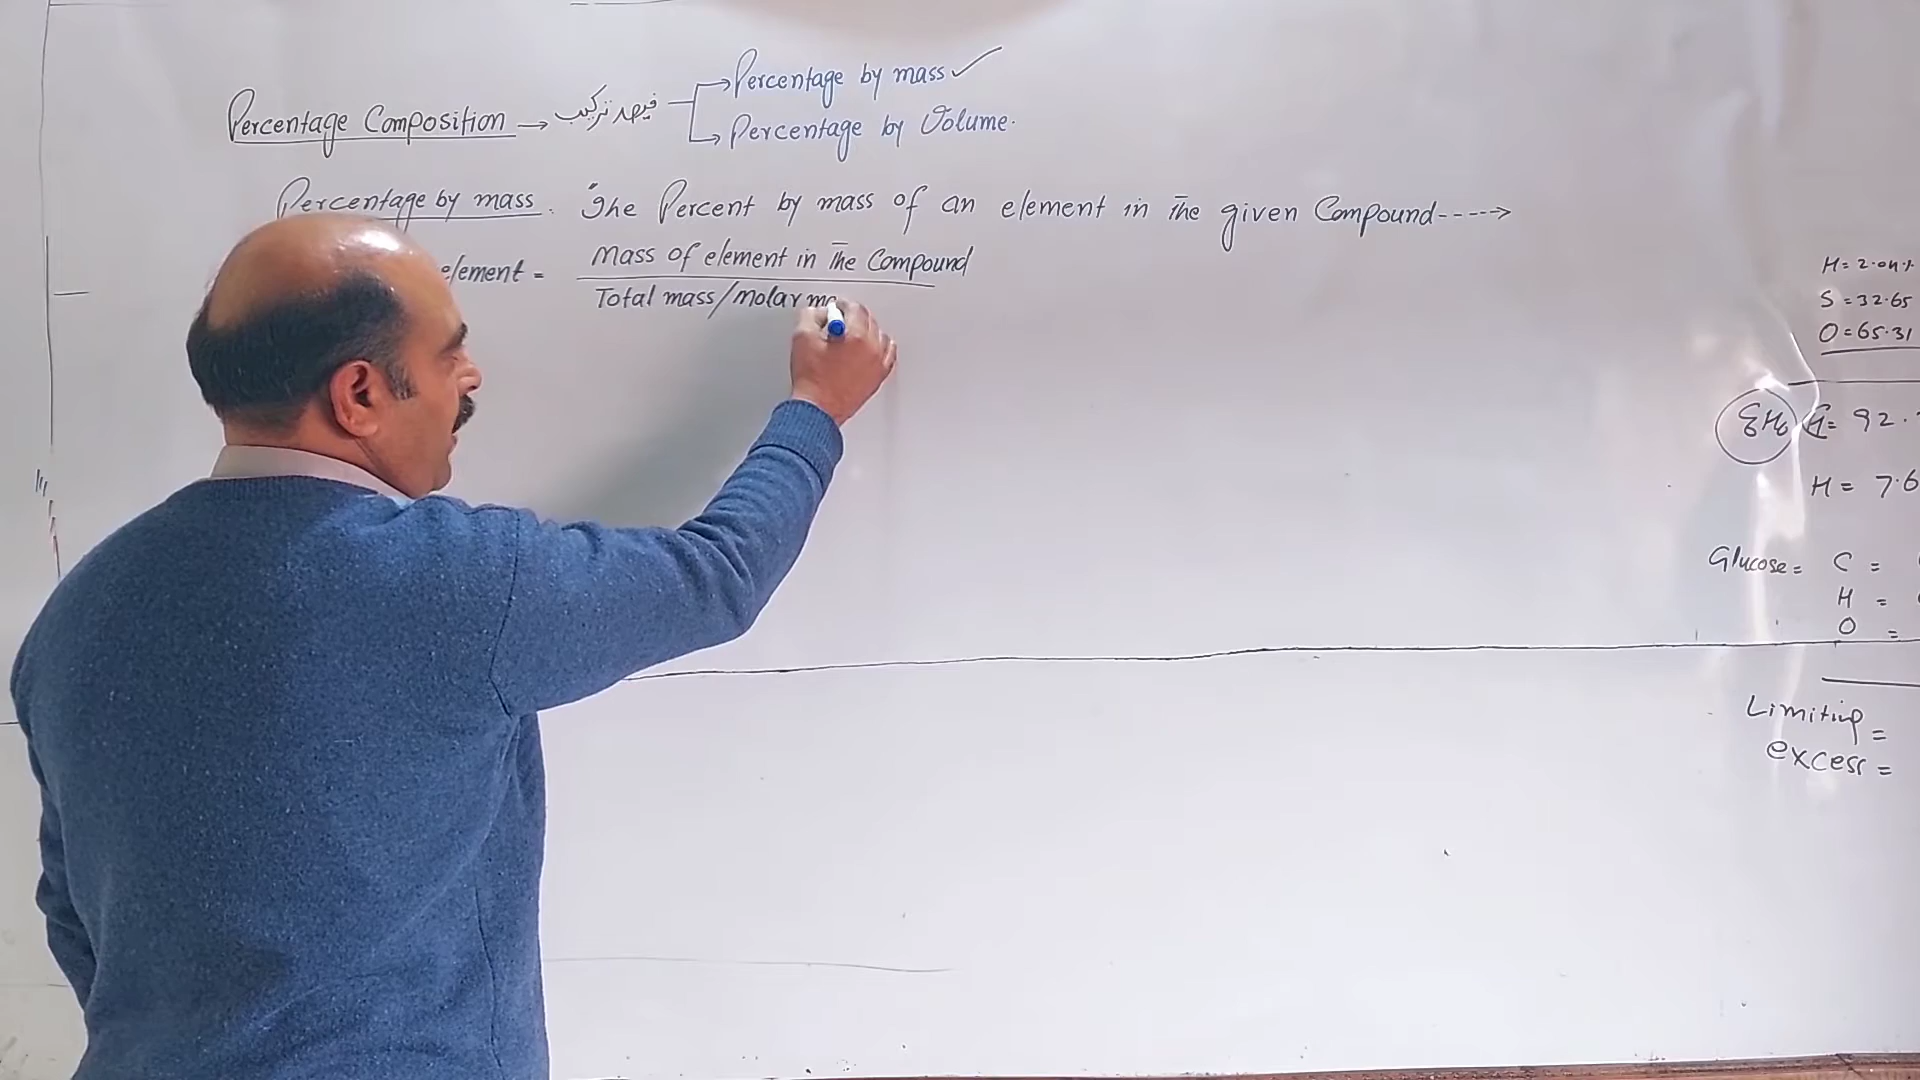 Percentage Composition → فیصد ترکیب → Percentage by mass ✓
→ Percentage by Volume.
Percentage by mass. The Percent by mass of an element in The given Compound---->
element = Mass of element in The Compound
Total mass/molar ma
H = 2.04%
S = 32.65
O = 65.31
C6H6 C = 92.
H = 7.6
Glucose = C =
H =
O =
Limiting =
excess =